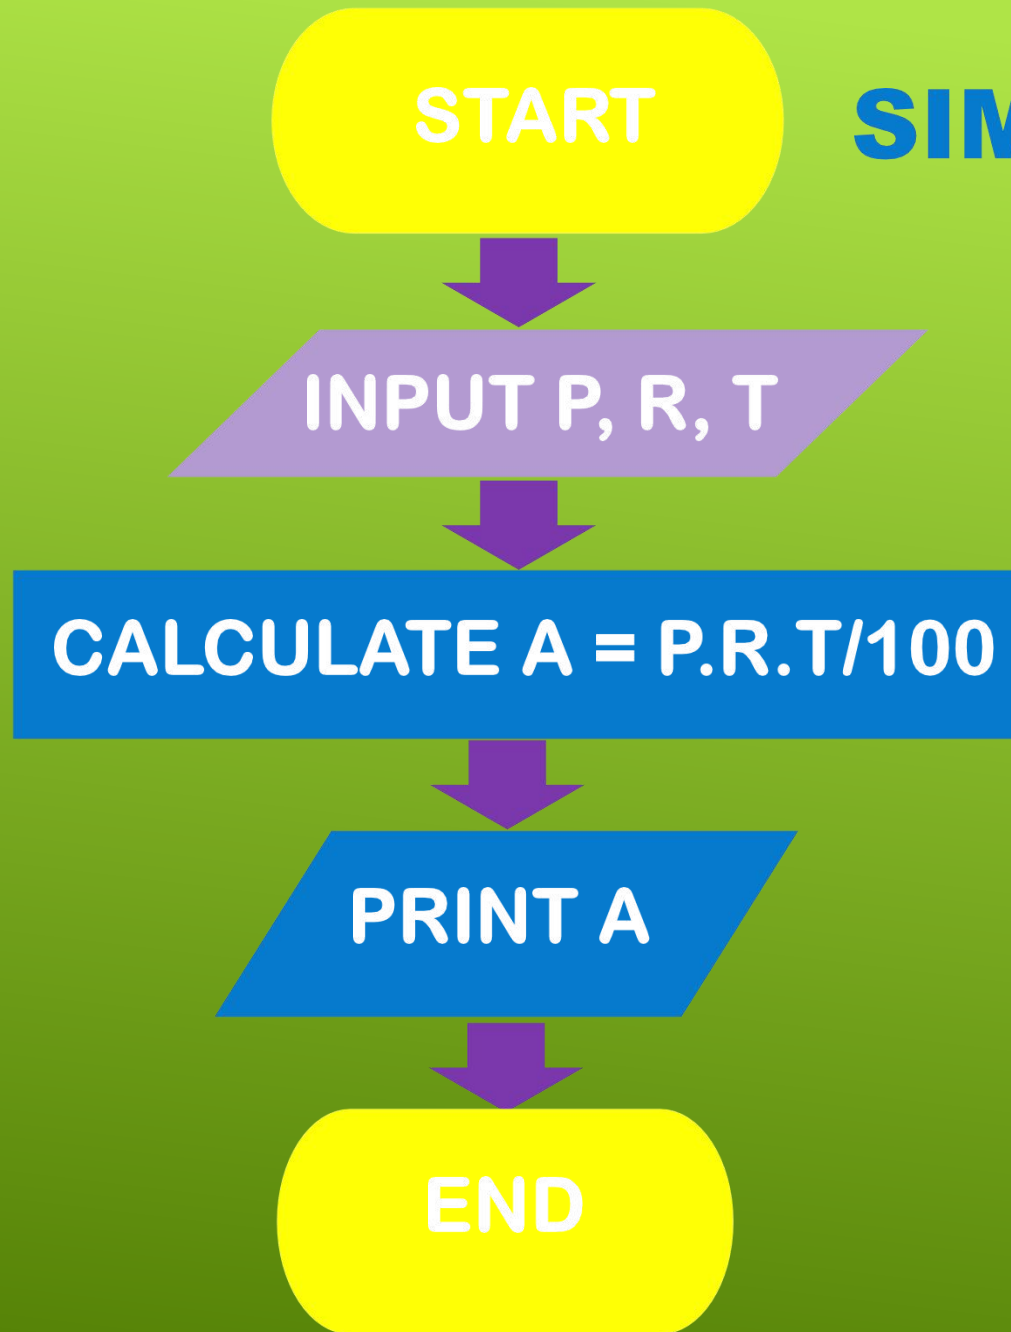 START
SIM
INPUT P, R, T
CALCULATE A = P.R.T/100
PRINT A
END